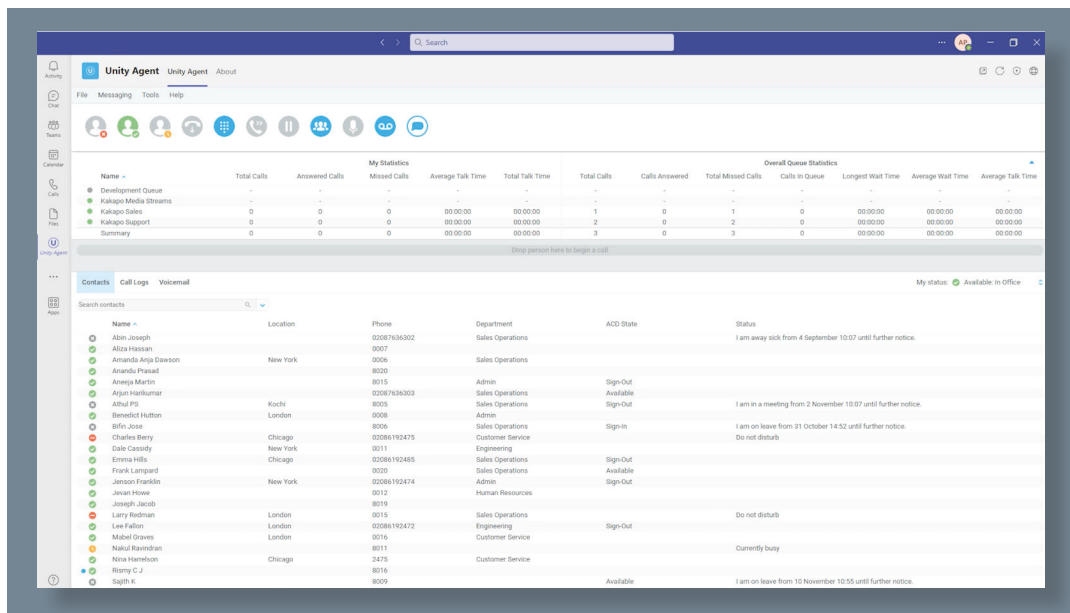 Search
AP
Activity
Chat
Teams
Calendar
Calls
Files
Unity Agent
Apps
Unity Agent Unity Agent About
File Messaging Tools Help
My Statistics Overall Queue Statistics
Name Total Calls Answered Calls Missed Calls Average Talk Time Total Talk Time Total Calls Calls Answered Total Missed Calls Calls In Queue Longest Wait Time Average Wait Time Average Talk Time
Development Queue - - - - - - - - - - - -
Kakapo Media Streams - - - - - - - - - - - -
Kakapo Sales 0 0 0 00:00:00 00:00:00 1 0 1 0 00:00:00 00:00:00 00:00:00
Kakapo Support 0 0 0 00:00:00 00:00:00 2 0 2 0 00:00:00 00:00:00 00:00:00
Summary 0 0 0 00:00:00 00:00:00 3 0 3 0 00:00:00 00:00:00 00:00:00
Drop person here to begin a call
Contacts Call Logs Voicemail My status: Available: In Office
Search contacts
Name Location Phone Department ACD State Status
Abin Joseph 02087636302 Sales Operations I am away sick from 4 September 10:07 until further notice.
Aliza Hassan 0007
Amanda Anja Dawson New York 0006 Sales Operations
Anandu Prasad 8020
Aneeja Martin 8015 Admin Sign-Out
Arjun Harikumar 02087636303 Sales Operations Available
Athul PS Kochi 8005 Sales Operations Sign-Out I am in a meeting from 2 November 10:07 until further notice.
Benedict Hutton London 0008 Admin
Bifin Jose 8006 Sales Operations Sign-In I am on leave from 31 October 14:52 until further notice.
Charles Berry Chicago 02086192475 Customer Service Do not disturb
Dale Cassidy New York 0011 Engineering
Emma Hills Chicago 02086192485 Sales Operations Sign-Out
Frank Lampard 0020 Sales Operations Available
Jenson Franklin New York 02086192474 Admin Sign-Out
Jevan Howe 0012 Human Resources
Joseph Jacob 8019
Larry Redman London 0015 Sales Operations Do not disturb
Lee Fallon London 02086192472 Engineering Sign-Out
Mabel Graves London 0016 Customer Service
Nakul Ravindran 8011 Currently busy
Nina Harrelson Chicago 2475 Customer Service
Rismy C J 8016
Sajith K 8009 Available I am on leave from 10 November 10:55 until further notice.